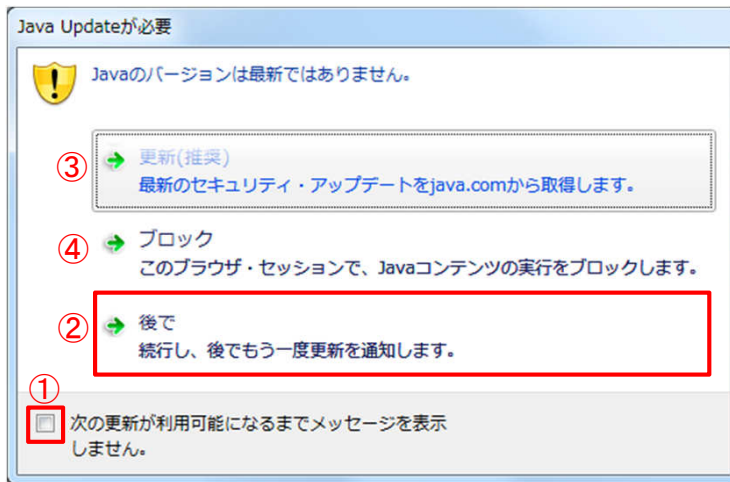 Java Updateが必要
Javaのバージョンは最新ではありません。
③
更新(推奨)
最新のセキュリティ・アップデートをjava.comから取得します。
④
ブロック
このブラウザ・セッションで、Javaコンテンツの実行をブロックします。
②
後で
続行し、後でもう一度更新を通知します。
①
次の更新が利用可能になるまでメッセージを表示
しません。